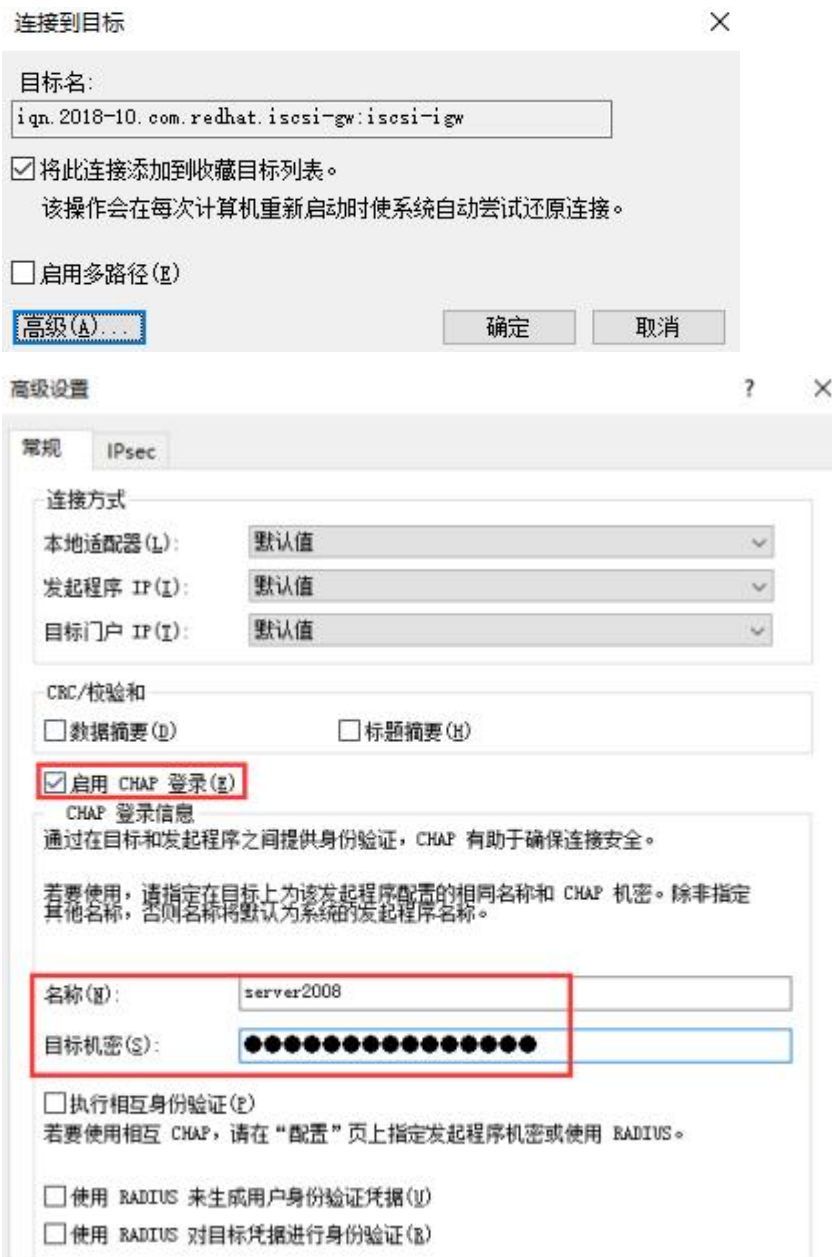 连接到目标
目标名:
iqn.2018-10.com.redhat.iscsi-gw:iscsi-igw
将此连接添加到收藏目标列表。
该操作会在每次计算机重新启动时使系统自动尝试还原连接。
启用多路径(E)
高级(A)... 确定 取消
高级设置 ?
常规 IPsec
连接方式
本地适配器(L): 默认值
发起程序 IP(I): 默认值
目标门户 IP(T): 默认值
CRC/校验和
数据摘要(D) 标题摘要(H)
启用 CHAP 登录(E)
CHAP 登录信息
通过在目标和发起程序之间提供身份验证，CHAP 有助于确保连接安全。
若要使用，请指定在目标上为该发起程序配置的相同名称和 CHAP 机密。除非指定
其他名称，否则名称将默认为系统的发起程序名称。
名称(N): server2008
目标机密(S): ●●●●●●●●●●●●●●●
执行相互身份验证(P)
若要使用相互 CHAP，请在“配置”页上指定发起程序机密或使用 RADIUS。
使用 RADIUS 来生成用户身份验证凭据(U)
使用 RADIUS 对目标凭据进行身份验证(R)